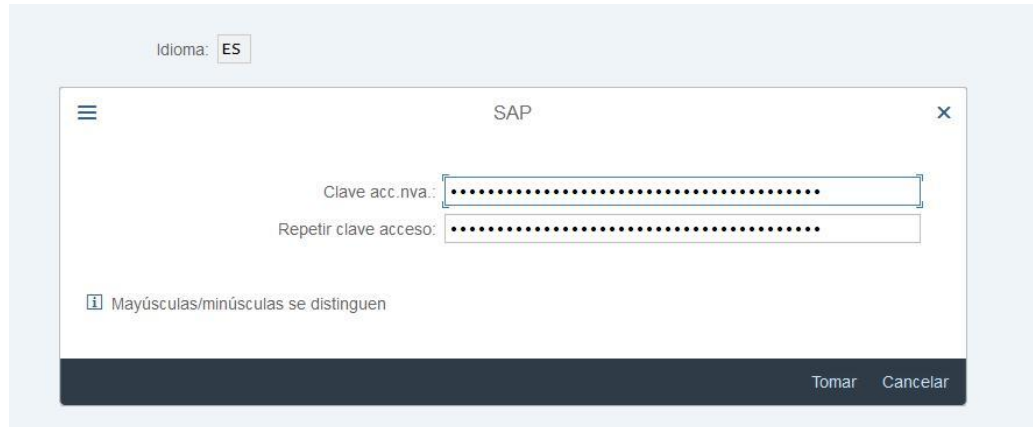 Idioma: ES
SAP
Clave acc.nva.: ••••••••••••••••••••••••••••••••••••••••
Repetir clave acceso: ••••••••••••••••••••••••••••••••••••••••
Mayúsculas/minúsculas se distinguen
Tomar Cancelar